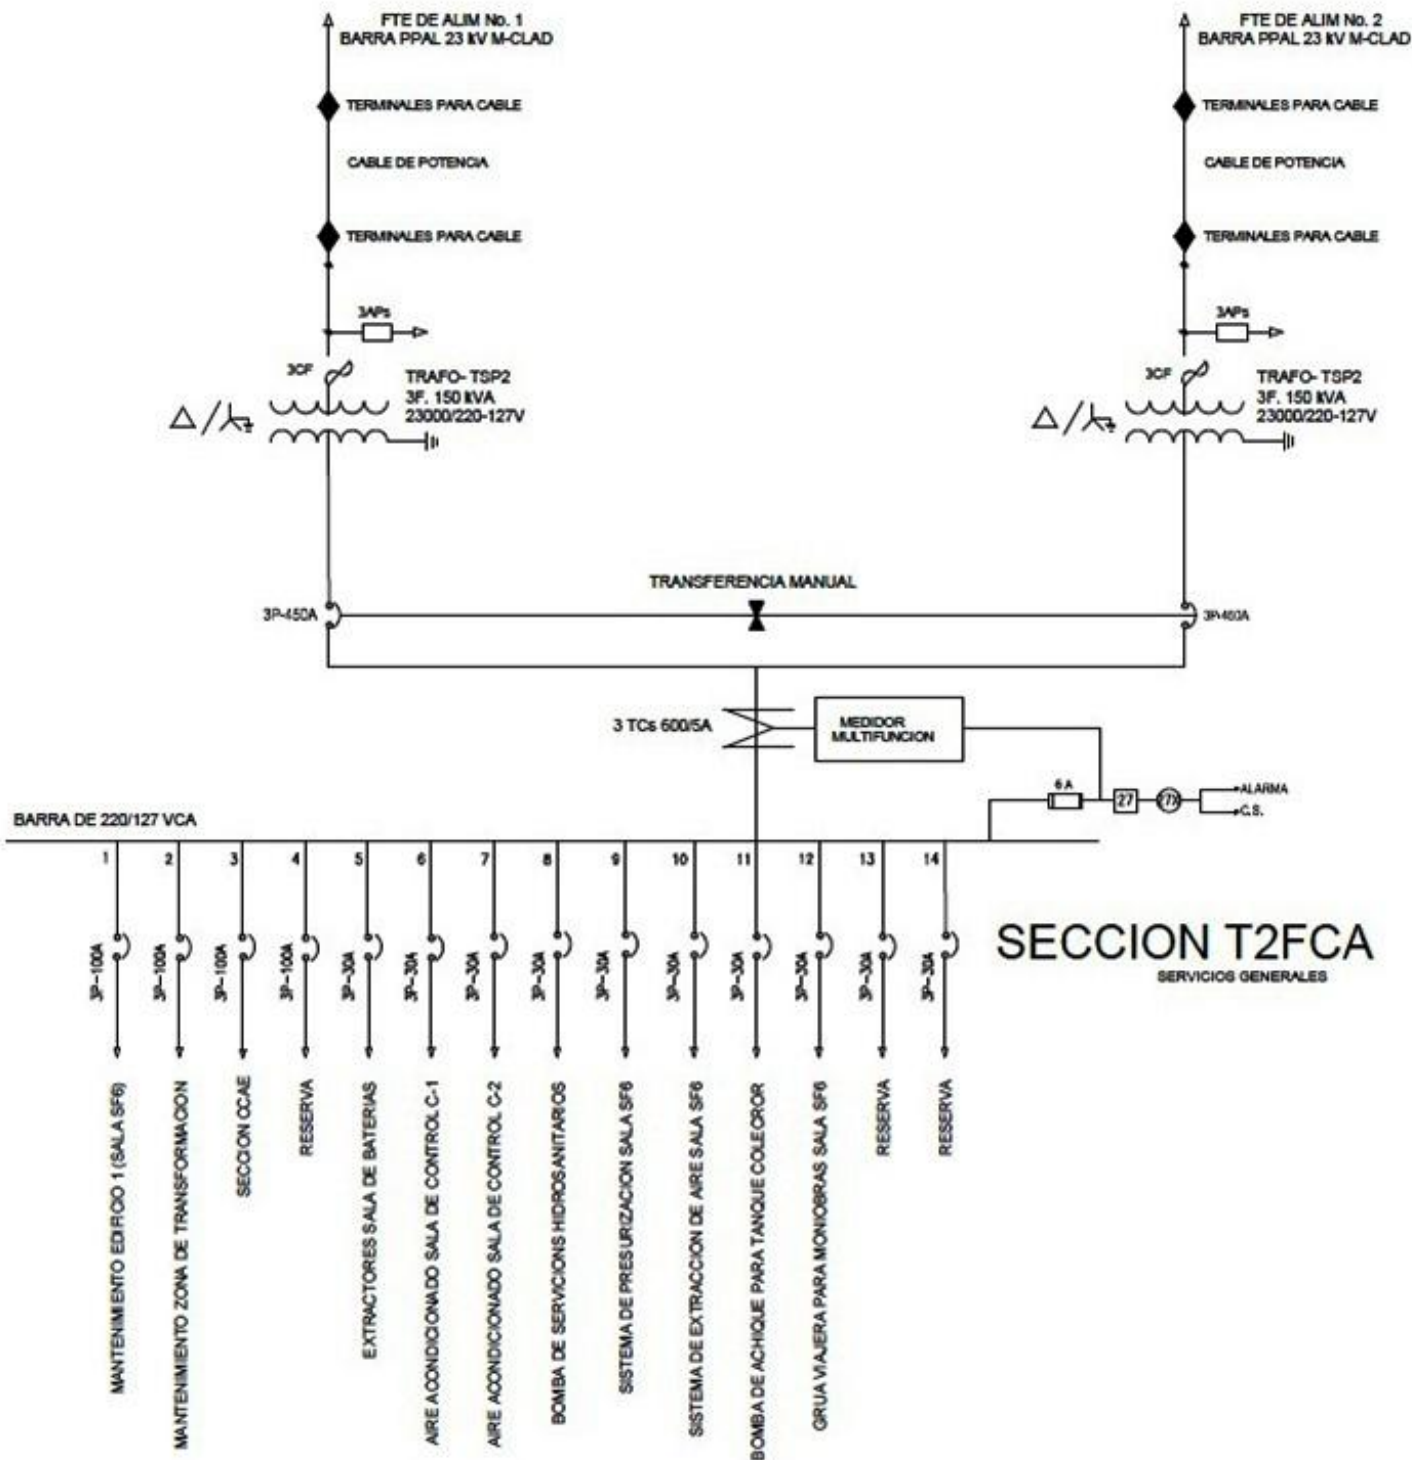 FTE DE ALIM No. 1
BARRA PPAL 23 kV M-CLAD
FTE DE ALIM No. 2
BARRA PPAL 23 kV M-CLAD
TERMINALES PARA CABLE
TERMINALES PARA CABLE
CABLE DE POTENCIA
CABLE DE POTENCIA
TERMINALES PARA CABLE
TERMINALES PARA CABLE
3APs
3APs
3CF
TRAFO- TSP2
3F. 150 kVA
23000/220-127V
3CF
TRAFO- TSP2
3F. 150 kVA
23000/220-127V
TRANSFERENCIA MANUAL
3P-450A
3 TCs 600/5A
MEDIDOR
MULTIFUNCION
6 A
27
27X
ALARMA
C.S.
BARRA DE 220/127 VCA
1
2
3
4
5
6
7
8
9
10
11
12
13
14
3P-100A
3P-100A
3P-100A
3P-100A
3P-30A
3P-30A
3P-30A
3P-30A
3P-30A
3P-30A
3P-30A
3P-30A
3P-30A
3P-30A
SECCION T2FCA
SERVICIOS GENERALES
MANTENIMIENTO EDIFICIO 1 (SALA SF6)
MANTENIMIENTO ZONA DE TRANSFORMACION
SECCION CCAE
RESERVA
EXTRACTORES SALA DE BATERIAS
AIRE ACONDICIONADO SALA DE CONTROL C-1
AIRE ACONDICIONADO SALA DE CONTROL C-2
BOMBA DE SERVICIONS HIDROSANITARIOS
SISTEMA DE PRESURIZACION SALA SF6
SISTEMA DE EXTRACCION DE AIRE SALA SF6
BOMBA DE ACHIQUE PARA TANQUE COLECROR
GRUA VIAJERA PARA MONIOBRAS SALA SF6
RESERVA
RESERVA